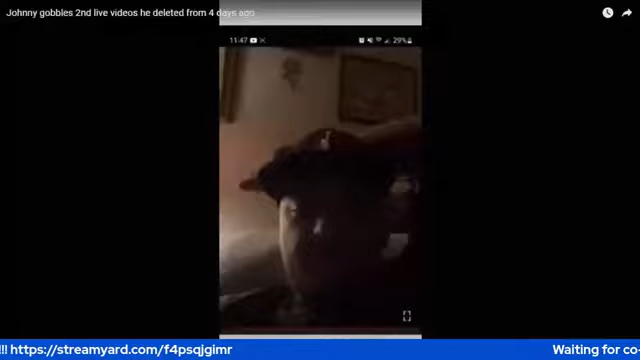 Johnny gobbles 2nd live videos he deleted from 4 days ago
11:47
29%
!!! https://streamyard.com/f4psqjgimr
Waiting for co-